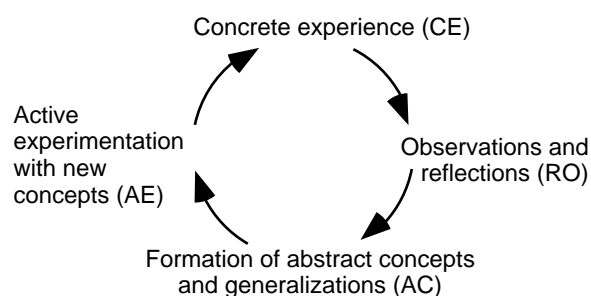 Concrete experience (CE)
Active
experimentation
with new
concepts (AE)
Observations and
reflections (RO)
Formation of abstract concepts
and generalizations (AC)